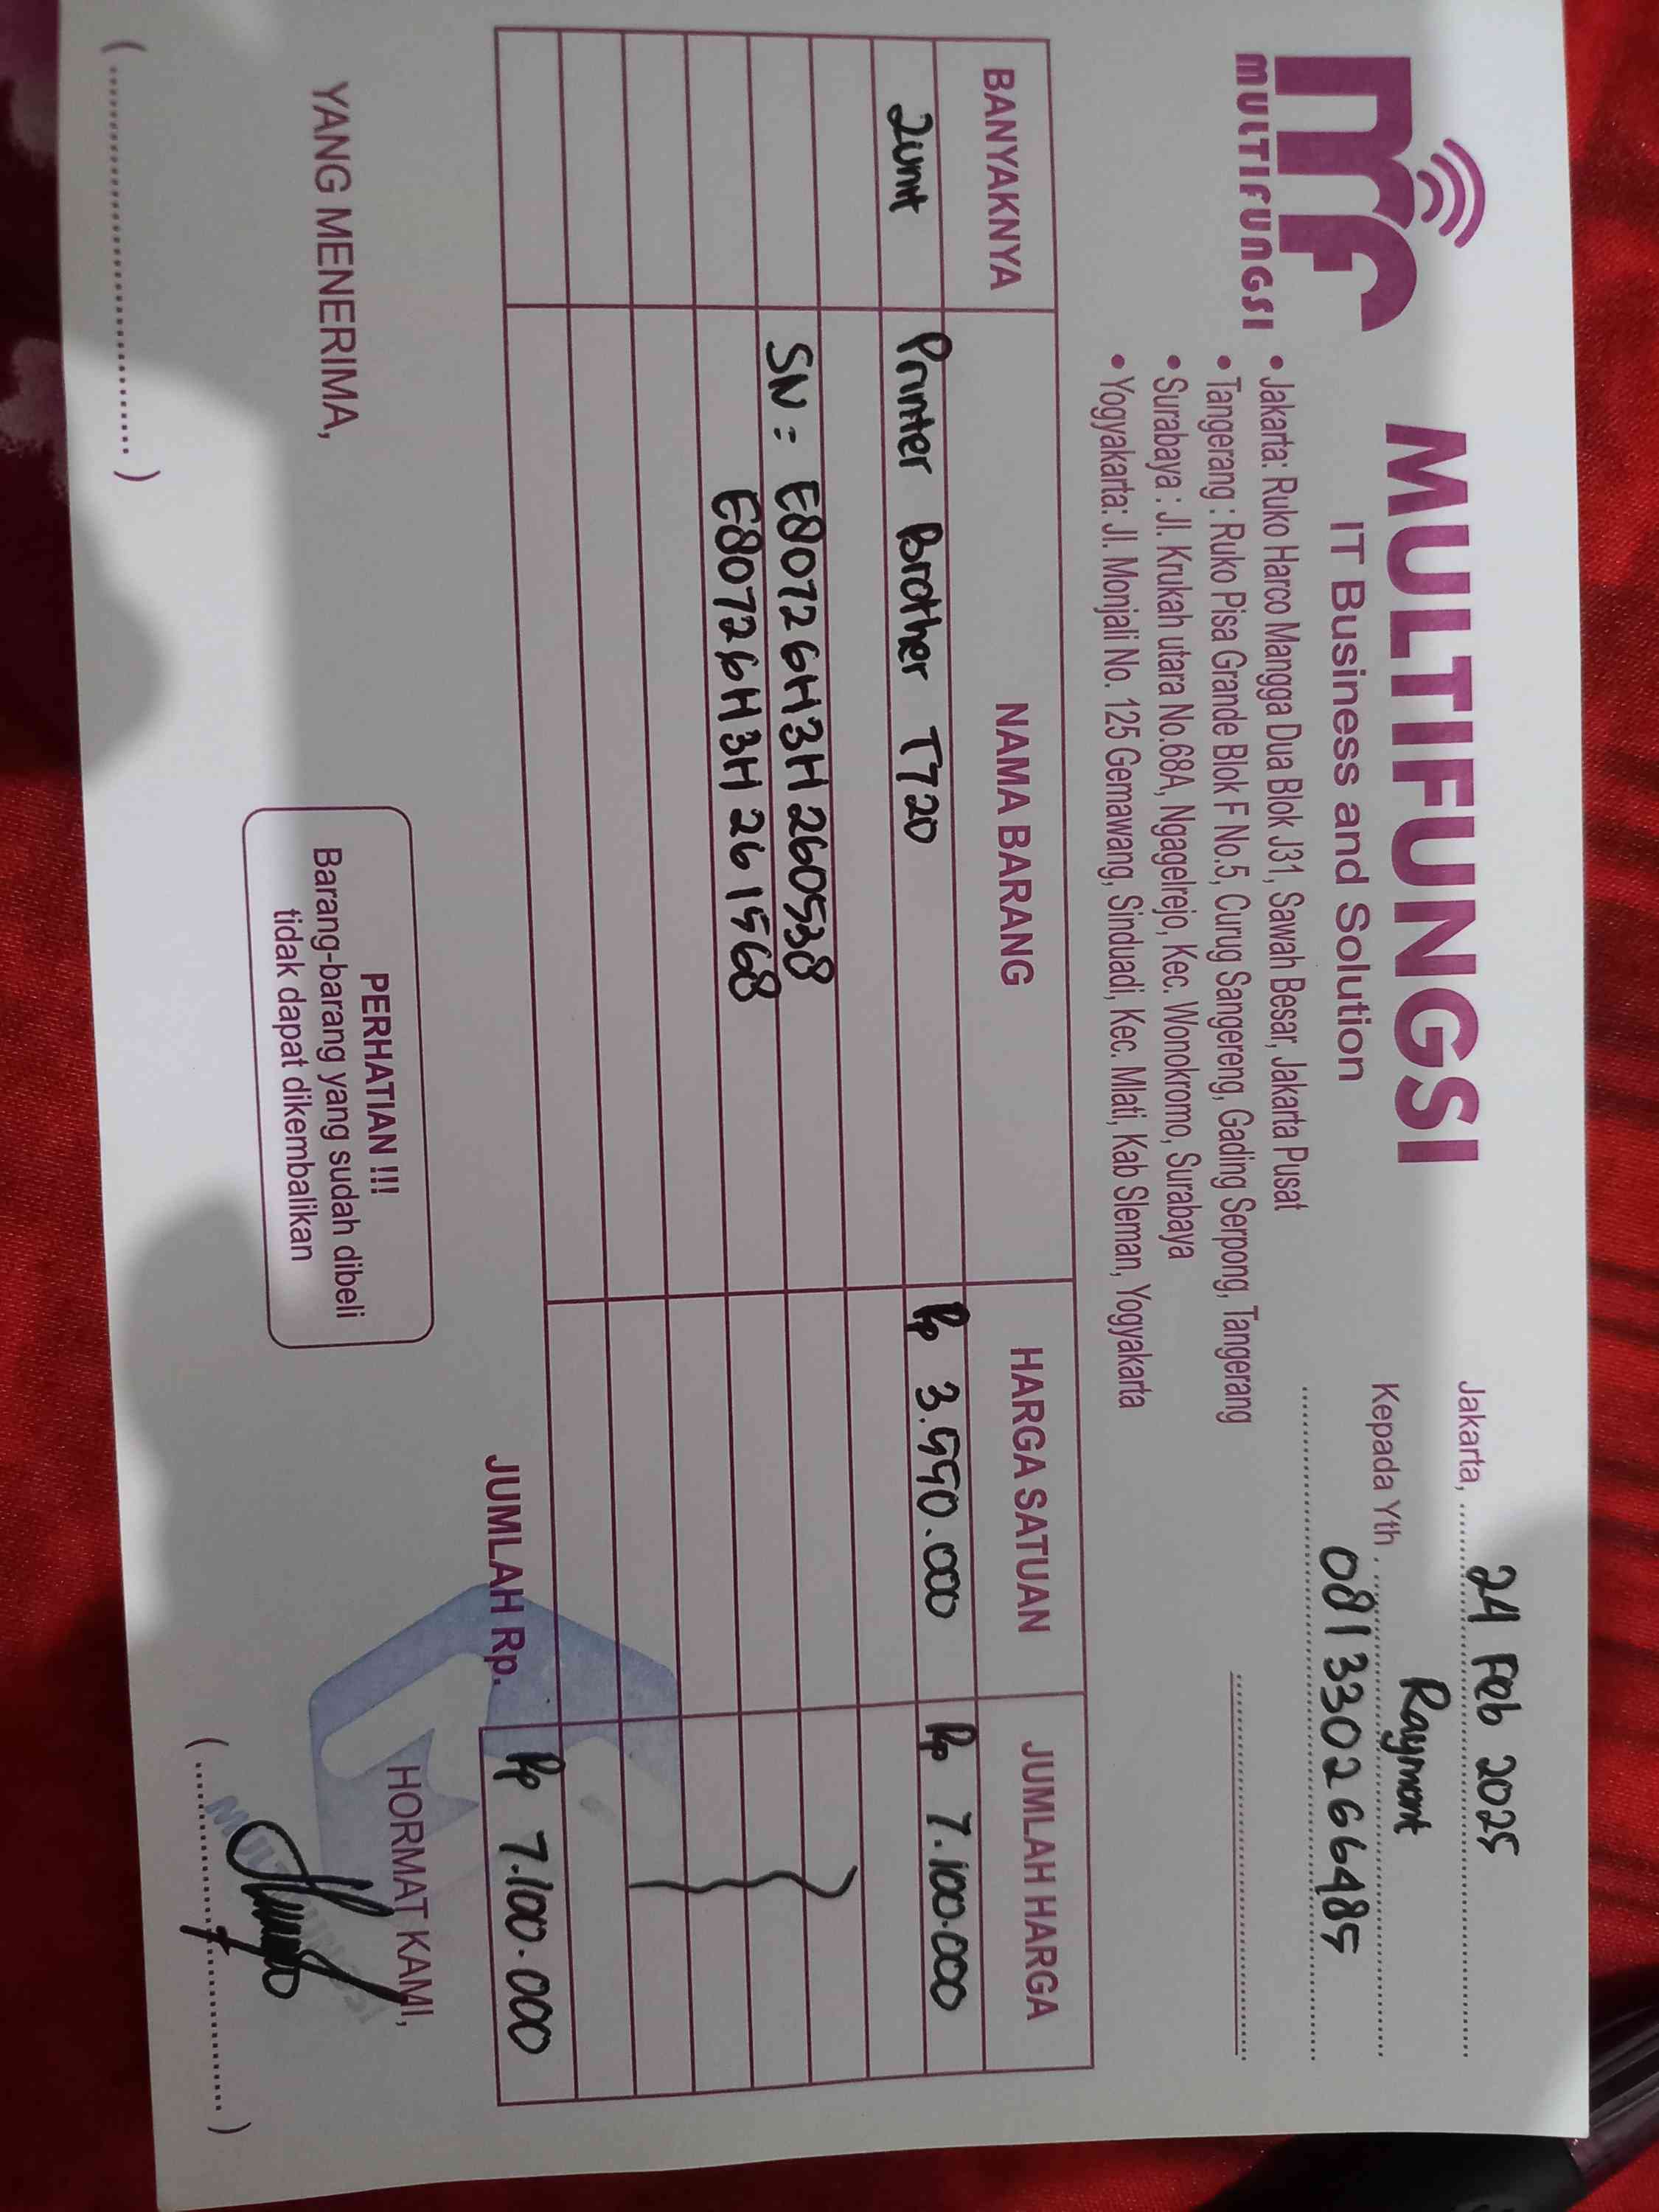 MULTIFUNGSI
MULTIFUNGSI
IT Business and Solution
• Jakarta: Ruko Harco Mangga Dua Blok J31, Sawah Besar, Jakarta Pusat
• Tangerang : Ruko Pisa Grande Blok F No.5, Curug Sangereng, Gading Serpong, Tangerang
• Surabaya : Jl. Krukah utara No.68A, Ngagelrejo, Kec. Wonokromo, Surabaya
• Yogyakarta: Jl. Monjali No. 125 Gemawang, Sinduadi, Kec. Mlati, Kab Sleman, Yogyakarta
Jakarta, 24 Feb 2025
Kepada Yth. Raymont
081330266485
BANYAKNYA NAMA BARANG HARGA SATUAN JUMLAH HARGA
2unit Printer Brother T720 Rp 3.550.000 Rp 7.100.000
SN : E80726H3H260538
E80726H3H261568
JUMLAH Rp. Rp 7.100.000
YANG MENERIMA,
PERHATIAN !!!
Barang-barang yang sudah dibeli
tidak dapat dikembalikan
HORMAT KAMI,
MULTIFUNGSI